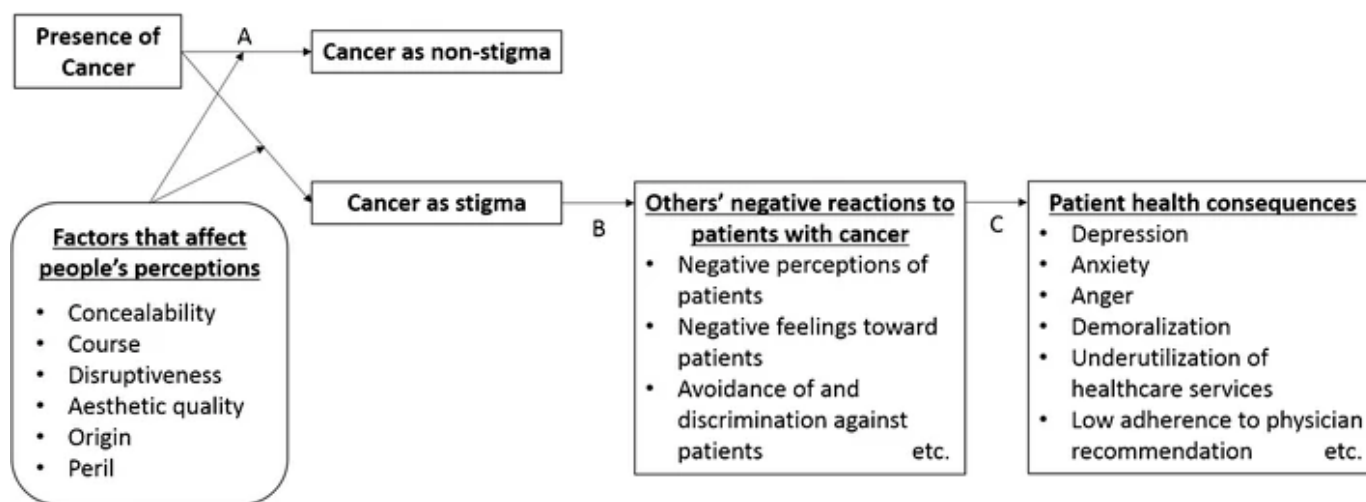 Presence of
Cancer
A
Cancer as non-stigma
Cancer as stigma
Factors that affect
people's perceptions
• Concealability
• Course
• Disruptiveness
• Aesthetic quality
• Origin
• Peril
B
Others' negative reactions to
patients with cancer
• Negative perceptions of
patients
• Negative feelings toward
patients
• Avoidance of and
discrimination against
patients etc.
C
Patient health consequences
• Depression
• Anxiety
• Anger
• Demoralization
• Underutilization of
healthcare services
• Low adherence to physician
recommendation etc.